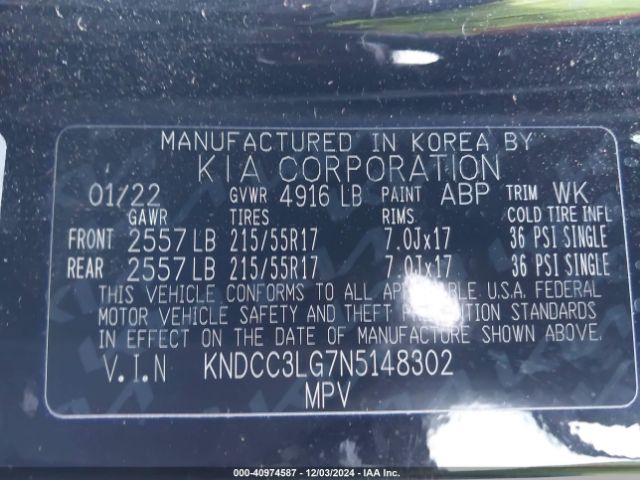 MANUFACTURED IN KOREA BY
KIA CORPORATION
01/22 GVWR 4916 LB PAINT ABP TRIM WK
GAWR TIRES RIMS COLD TIRE INFL
FRONT 2557 LB 215/55R17 7.0Jx17 36 PSI SINGLE
REAR 2557 LB 215/55R17 7.0Jx17 36 PSI SINGLE
THIS VEHICLE CONFORMS TO ALL APPLICABLE U.S.A. FEDERAL
MOTOR VEHICLE SAFETY AND THEFT PREVENTION STANDARDS
IN EFFECT ON THE DATE OF MANUFACTURE SHOWN ABOVE.
V.I.N KNDCC3LG7N5148302
MPV
000-40974587 - 12/03/2024 - IAA Inc.